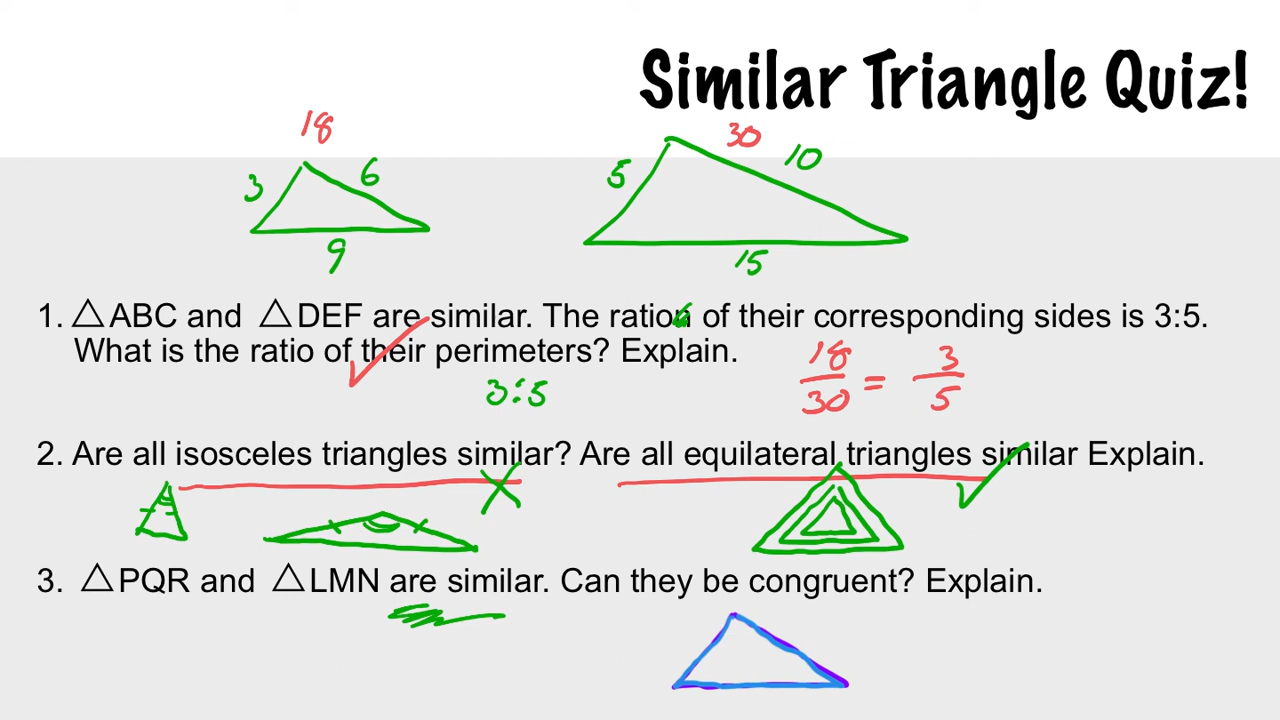 Similar Triangle Quiz!
18
30
3
6
5
10
9
15
1. △ABC and △DEF are similar. The ration of their corresponding sides is 3:5.
What is the ratio of their perimeters? Explain.
3:5
18/30 = 3/5
2. Are all isosceles triangles similar? Are all equilateral triangles similar Explain.
3. △PQR and △LMN are similar. Can they be congruent? Explain.